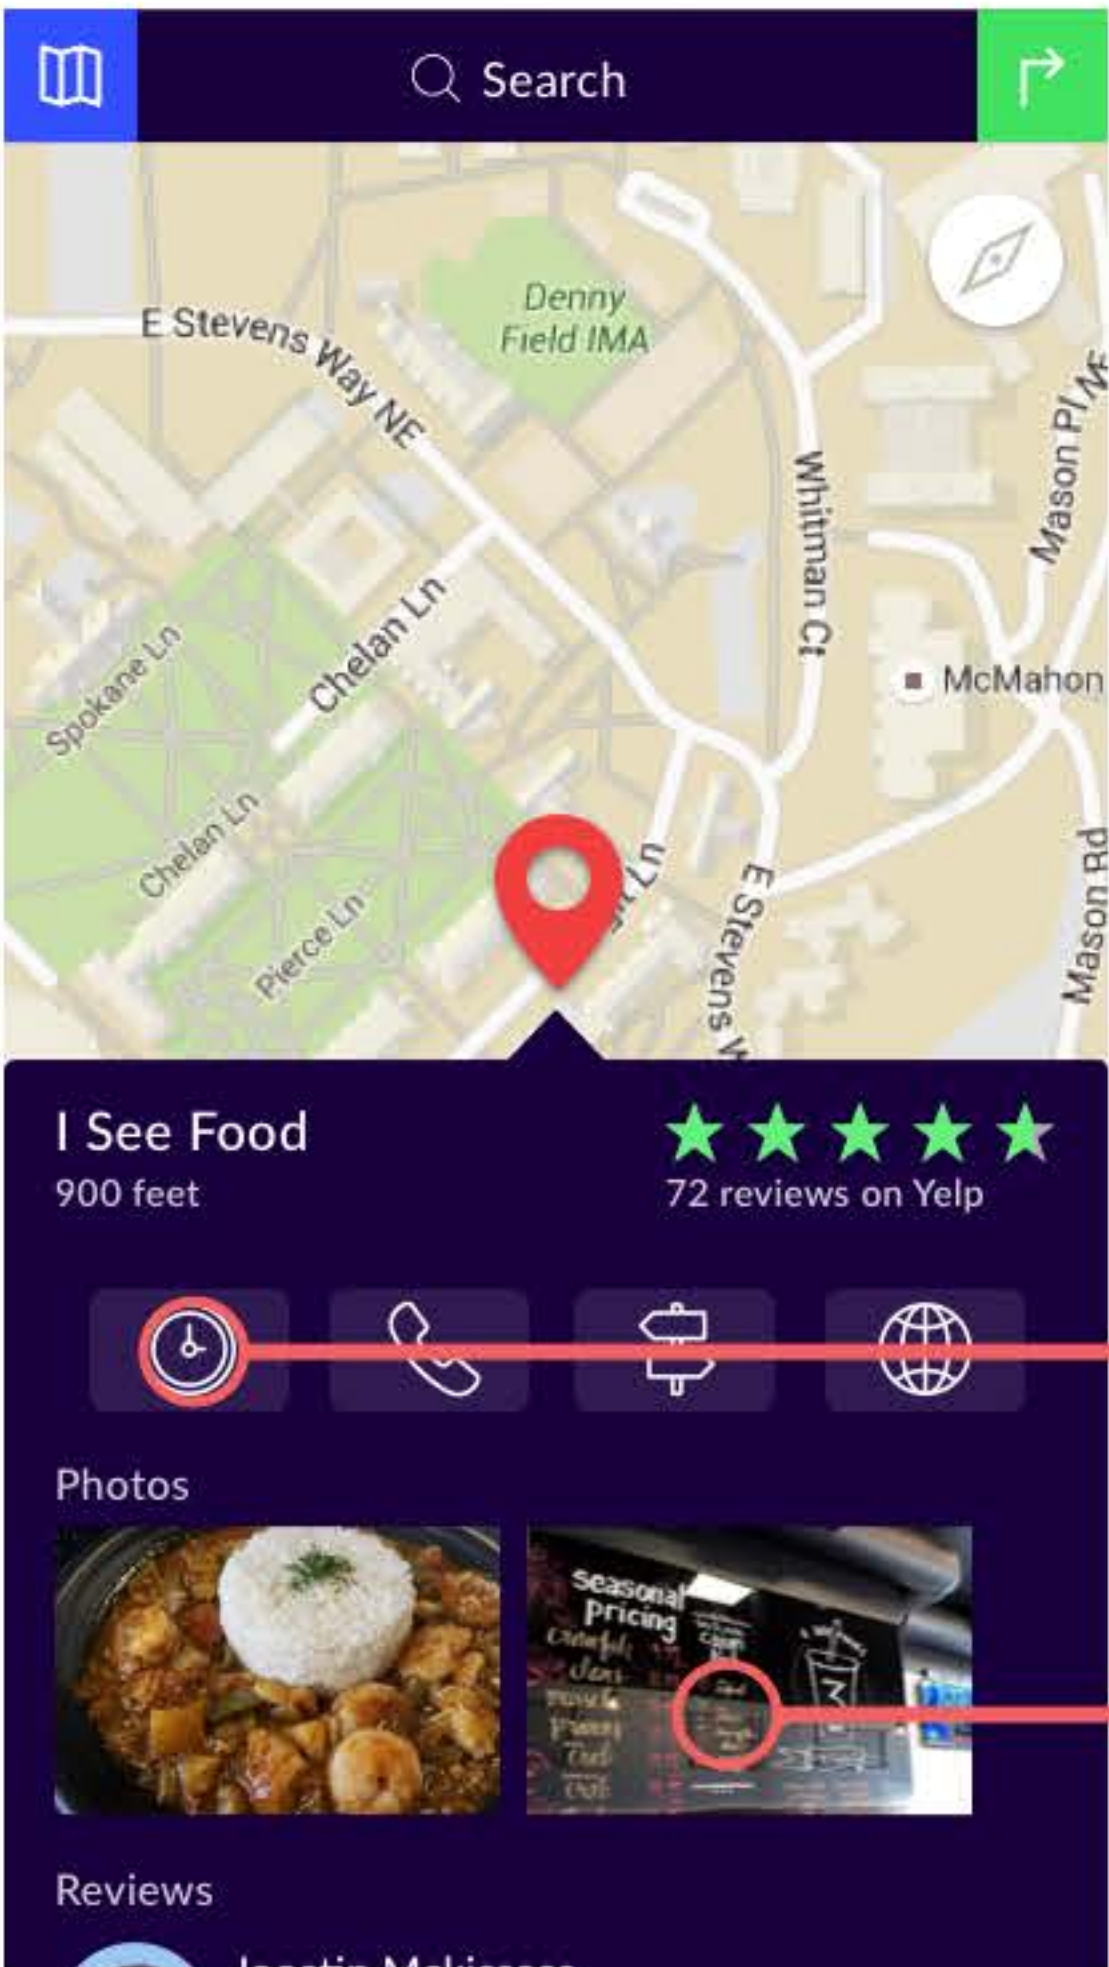 Search
Denny
Field IMA
E Stevens Way NE
Whitman Ct
Mason Pl NE
Chelan Ln
McMahon
Spokane Ln
Chelan Ln
Pierce Ln
Ln
E Stevens W
Mason Rd
I See Food
900 feet
72 reviews on Yelp
Photos
seasonal
pricing
Reviews